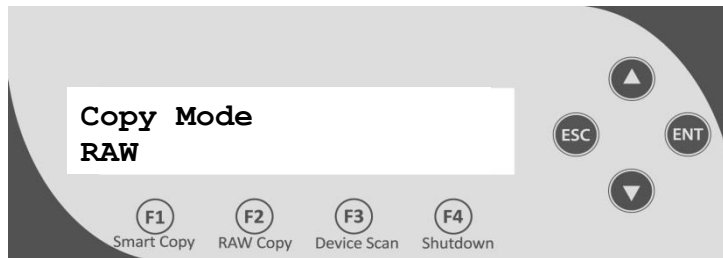 Copy Mode
RAW
ESC
ENT
F1 F2 F3 F4
Smart Copy RAW Copy Device Scan Shutdown